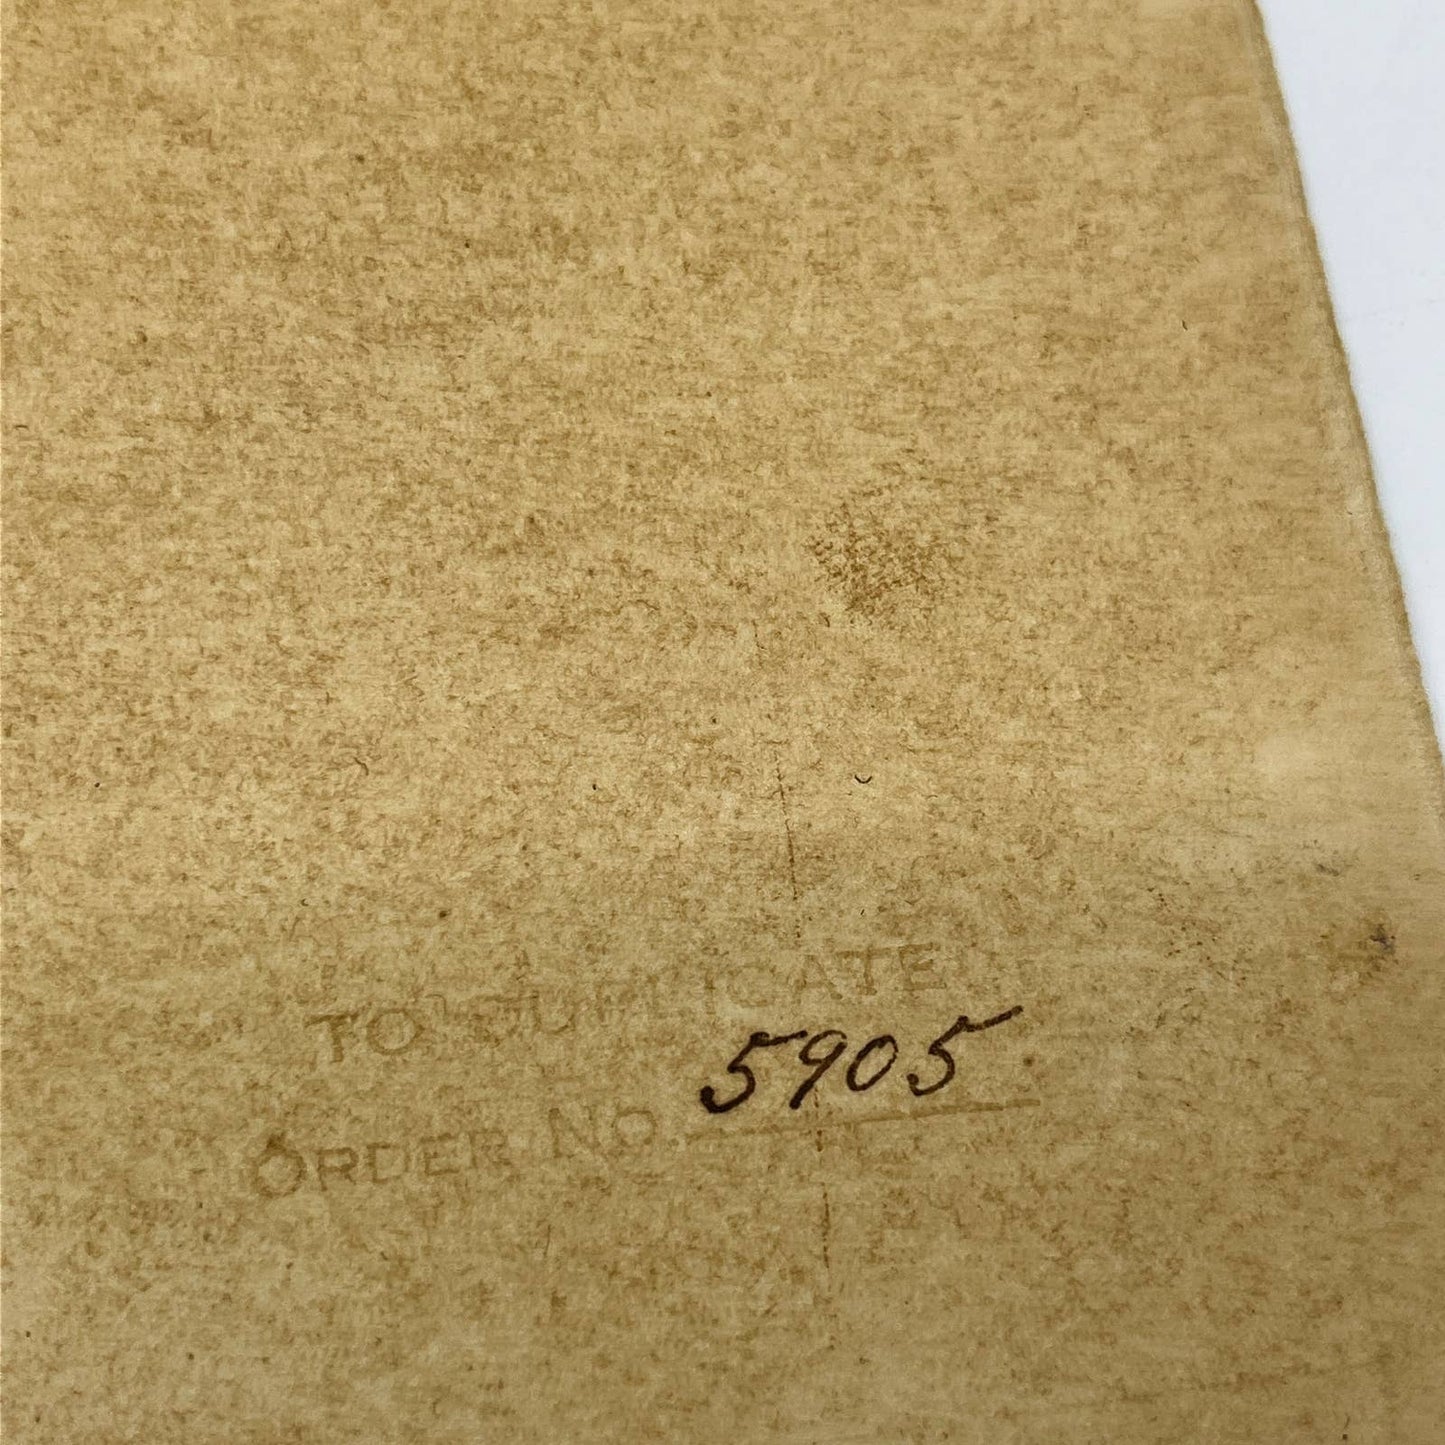 TO DUPLICATE
ORDER NO. 5905